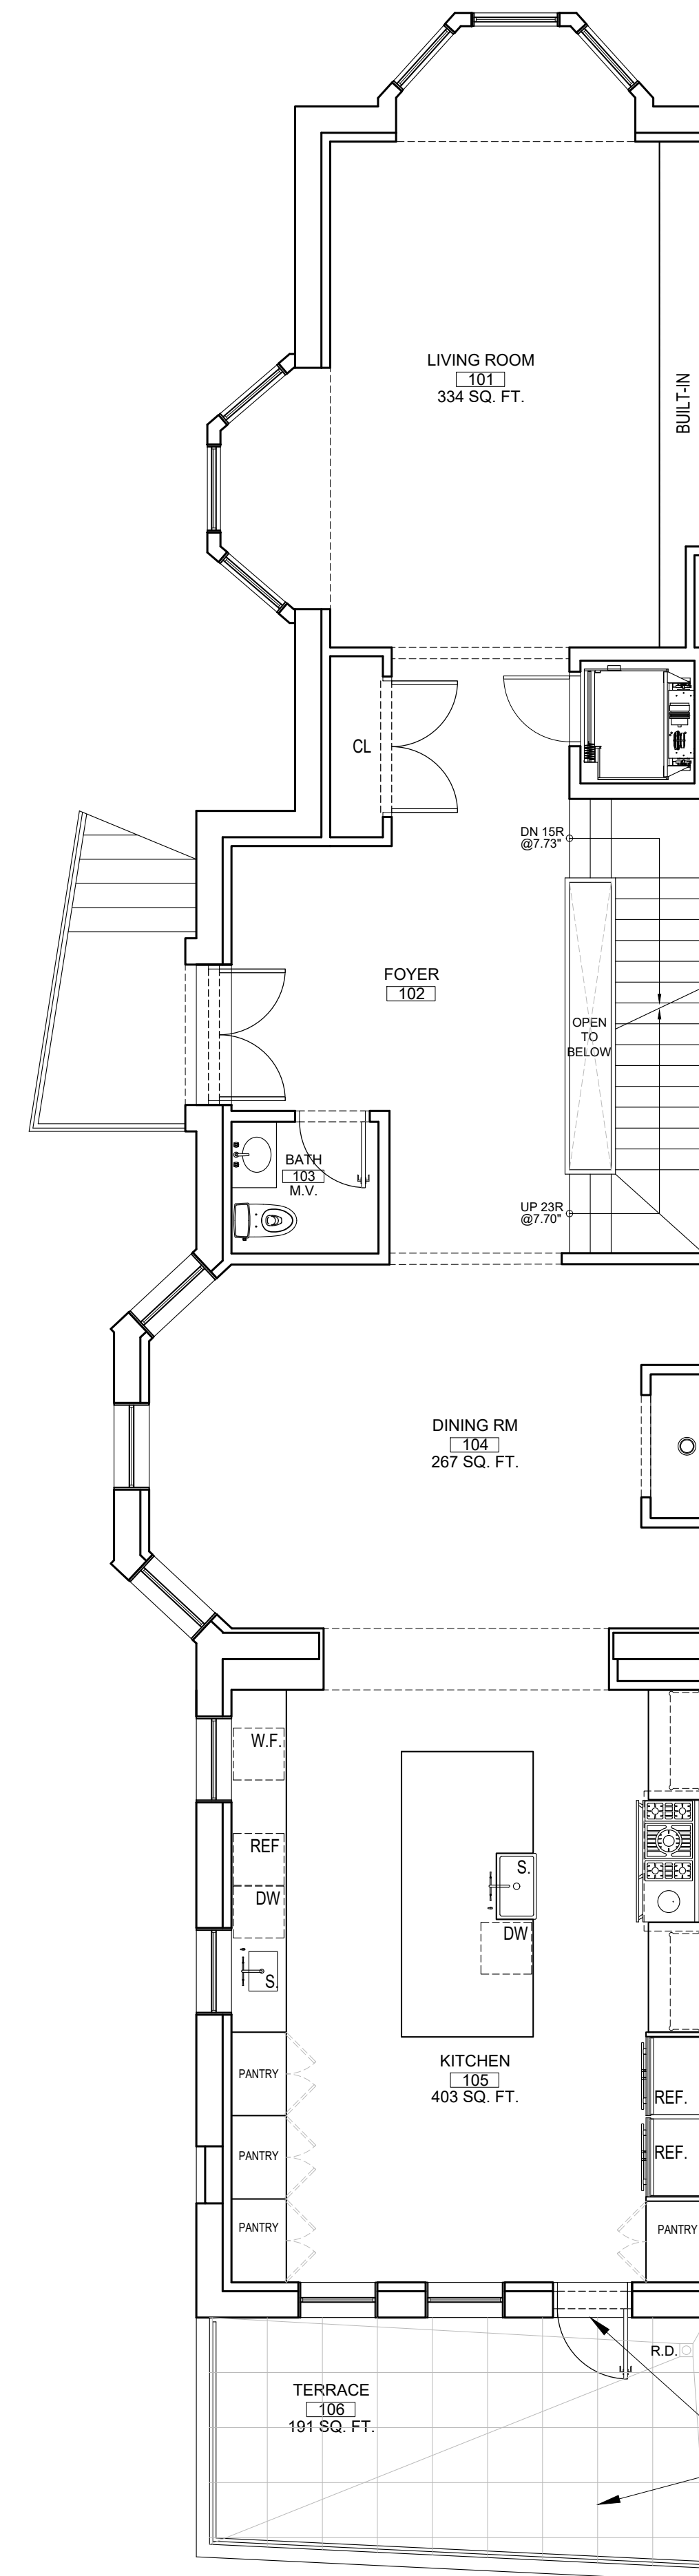 LIVING ROOM
101
334 SQ. FT.
BUILT-IN
CL
DN 15R
@7.73"
FOYER
102
OPEN
TO
BELOW
BATH
103
M.V.
UP 23R
@7.70"
DINING RM
104
267 SQ. FT.
W.F.
REF
DW
S.
S.
DW
PANTRY
KITCHEN
105
403 SQ. FT.
REF.
PANTRY
REF.
PANTRY
PANTRY
R.D.
TERRACE
106
191 SQ. FT.